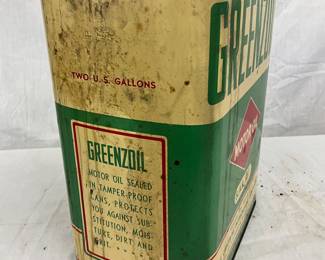 TWO U.S. GALLONS
GREENZOIL
MOTOR OIL SEALED
IN TAMPER-PROOF
CANS, PROTECTS
YOU AGAINST SUB-
STITUTION, MOIS-
TURE, DIRT AND
GREENZOI
MOTOR OIL